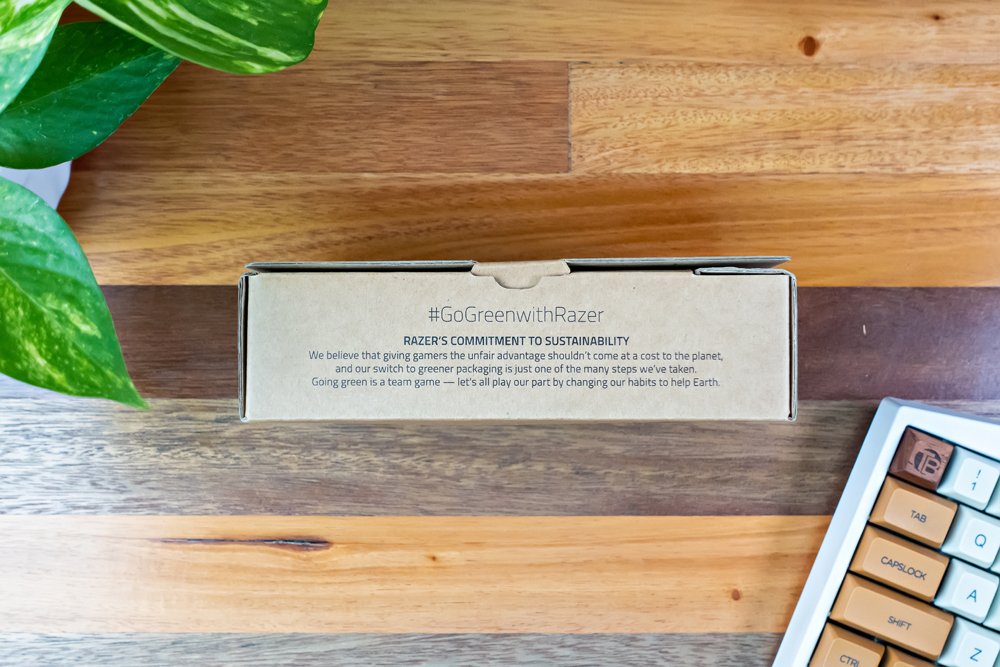 #GoGreenwithRazer
RAZER'S COMMITMENT TO SUSTAINABILITY
We believe that giving gamers the unfair advantage shouldn't come at a cost to the planet,
and our switch to greener packaging is just one of the many steps we've taken.
Going green is a team game — let's all play our part by changing our habits to help Earth.
TB
!
1
TAB
Q
CAPSLOCK
A
SHIFT
Z
CTRL